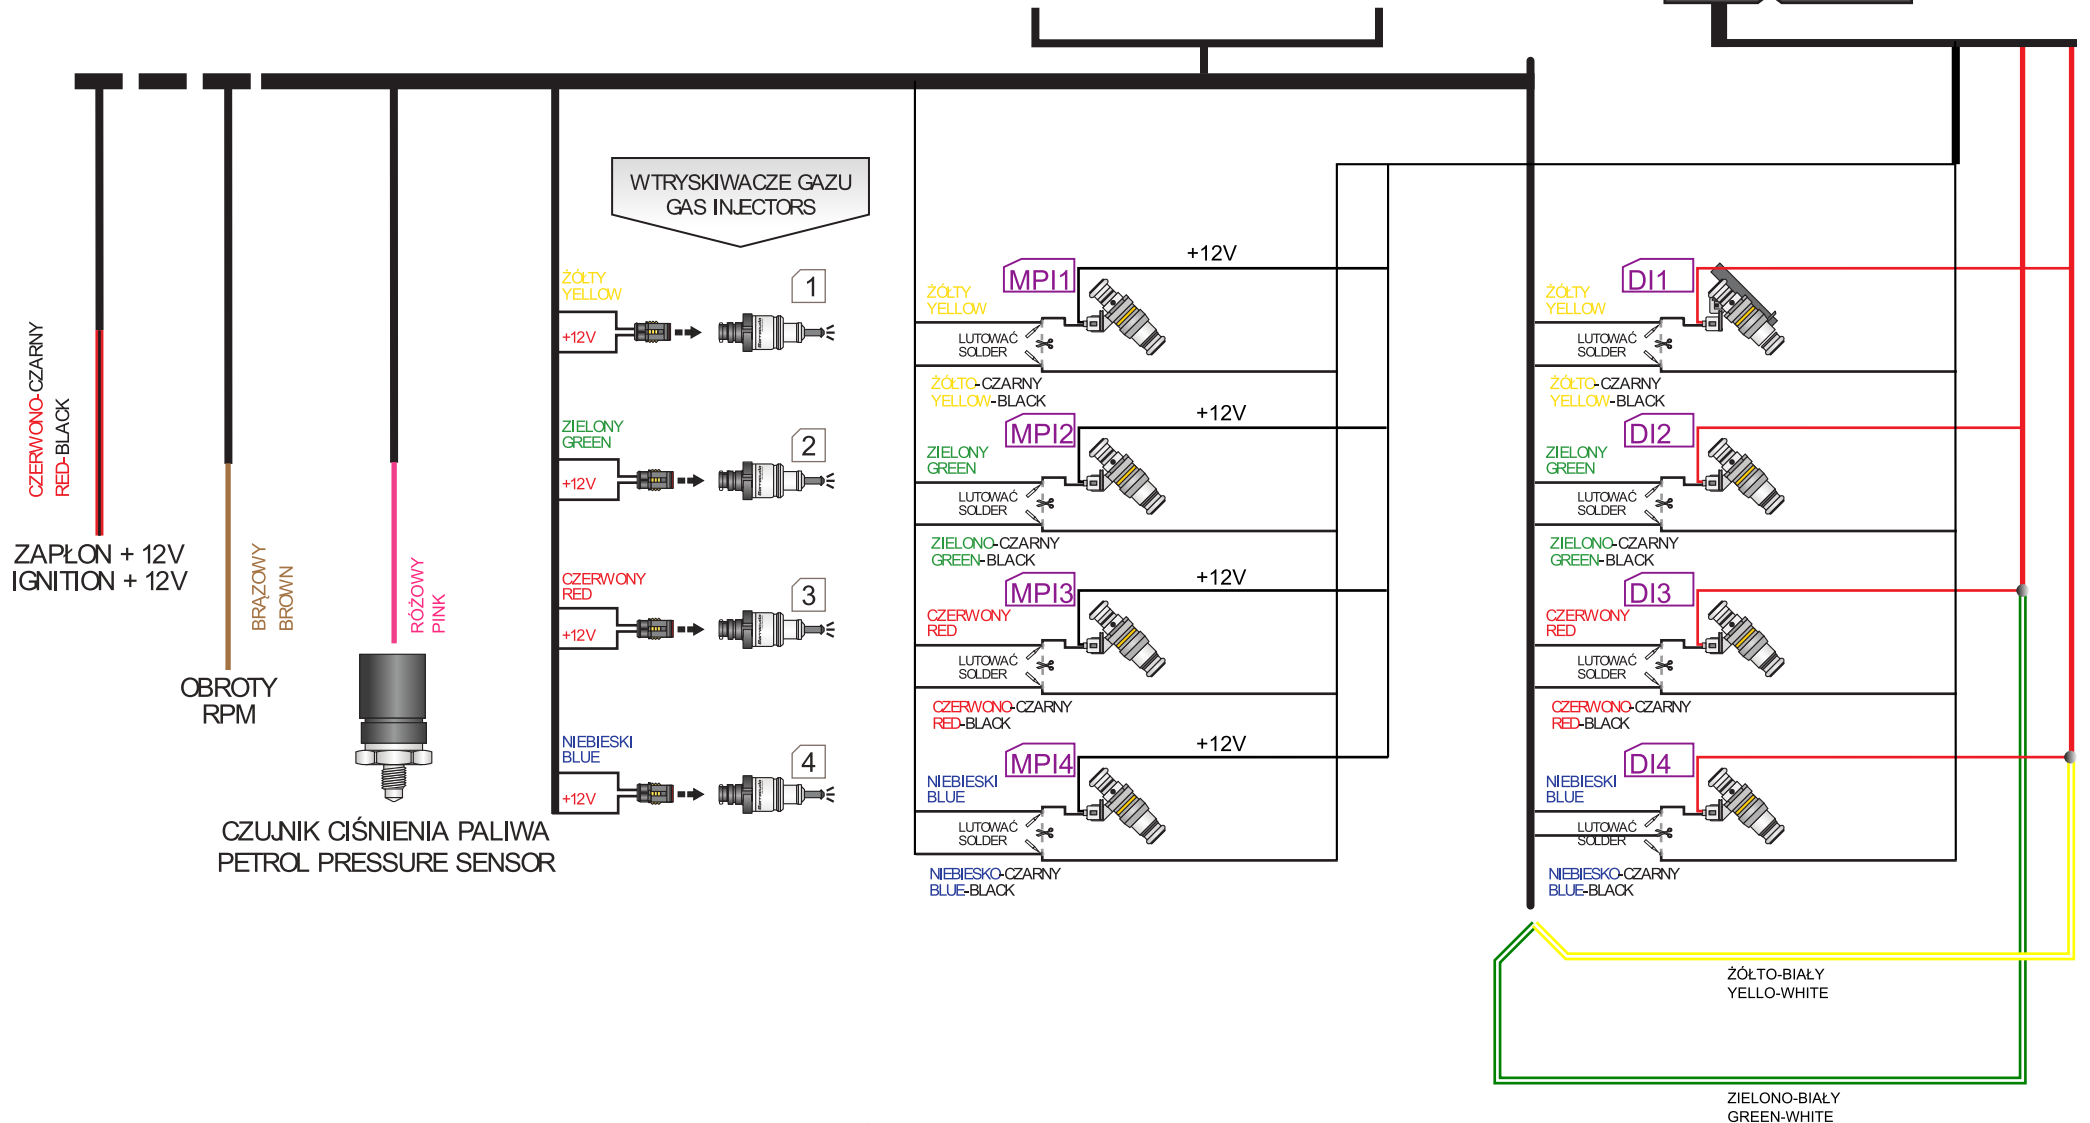 CZERWONO-CZARNY
RED-BLACK
ZAPŁON + 12V
IGNITION + 12V
BRĄZOWY
BROWN
OBROTY
RPM
RÓŻOWY
PINK
CZUJNIK CIŚNIENIA PALIWA
PETROL PRESSURE SENSOR
WTRYSKIWACZE GAZU
GAS INJECTORS
ŻÓŁTY
YELLOW
+12V
1
ZIELONY
GREEN
+12V
2
CZERWONY
RED
+12V
3
NIEBIESKI
BLUE
+12V
4
MPI1
+12V
ŻÓŁTY
YELLOW
LUTOWAĆ
SOLDER
ŻÓŁTO-CZARNY
YELLOW-BLACK
MPI2
+12V
ZIELONY
GREEN
LUTOWAĆ
SOLDER
ZIELONO-CZARNY
GREEN-BLACK
MPI3
+12V
CZERWONY
RED
LUTOWAĆ
SOLDER
CZERWONO-CZARNY
RED-BLACK
MPI4
+12V
NIEBIESKI
BLUE
LUTOWAĆ
SOLDER
NIEBIESKO-CZARNY
BLUE-BLACK
DI1
ŻÓŁTY
YELLOW
LUTOWAĆ
SOLDER
ŻÓŁTO-CZARNY
YELLOW-BLACK
DI2
ZIELONY
GREEN
LUTOWAĆ
SOLDER
ZIELONO-CZARNY
GREEN-BLACK
DI3
CZERWONY
RED
LUTOWAĆ
SOLDER
CZERWONO-CZARNY
RED-BLACK
DI4
NIEBIESKI
BLUE
LUTOWAĆ
SOLDER
NIEBIESKO-CZARNY
BLUE-BLACK
ŻÓŁTO-BIAŁY
YELLO-WHITE
ZIELONO-BIAŁY
GREEN-WHITE